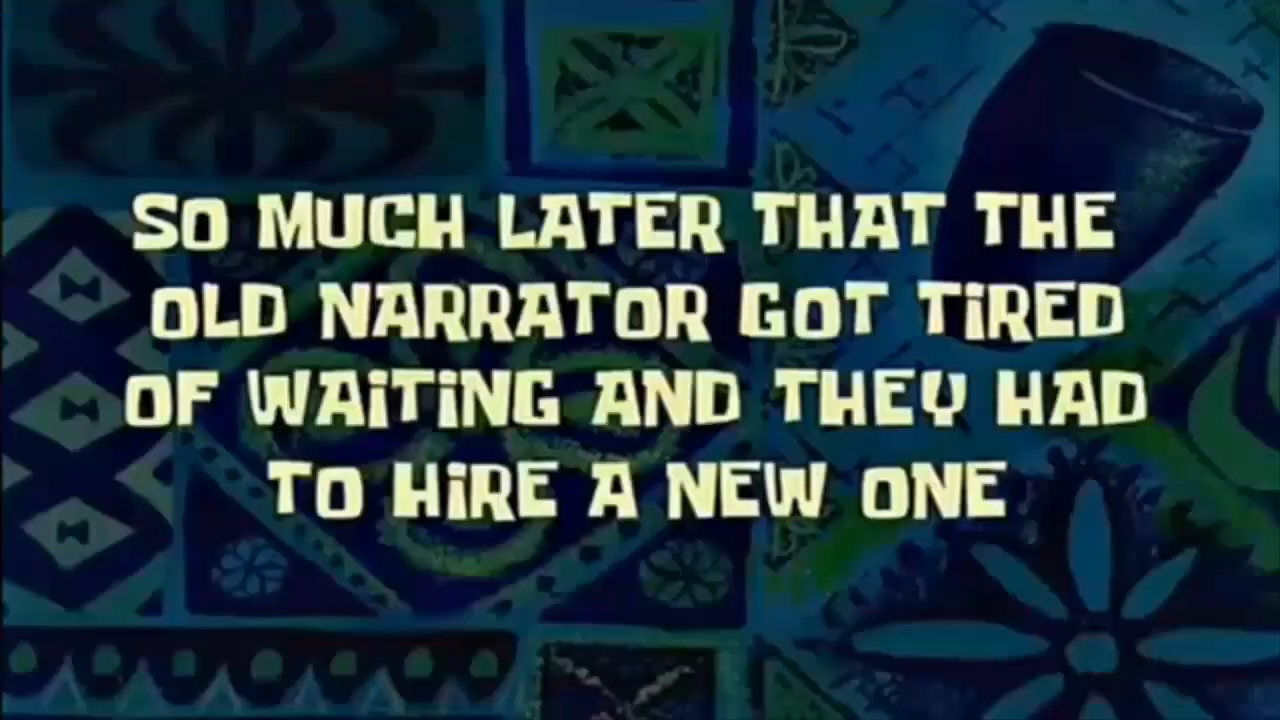 SO MUCH LATER THAT THE
OLD NARRATOR GOT TiRED
OF WAiTiNG AND THEY HAD
TO HiRE A NEW ONE